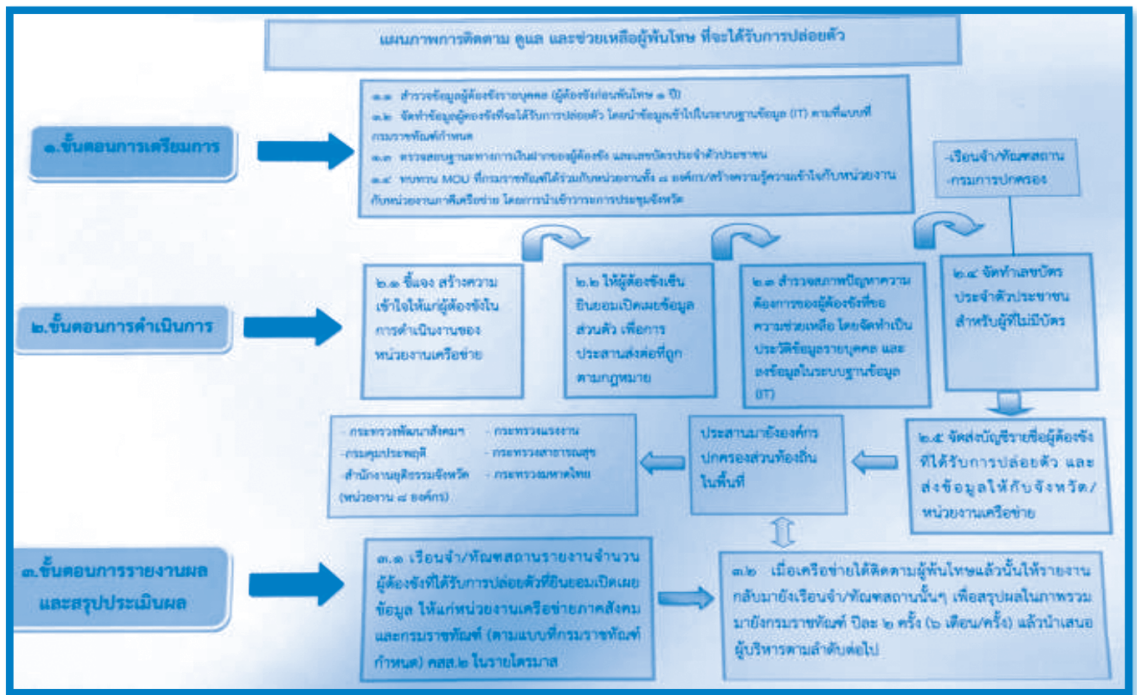 แผนภาพการติดตาม ดูแล และช่วยเหลือผู้พ้นโทษ ที่จะได้รับการปล่อยตัว
๑.ขั้นตอนการเตรียมการ
๑.๑ สำรวจข้อมูลผู้ต้องขังรายบุคคล (ผู้ต้องขังก่อนพ้นโทษ ๑ ปี)
๑.๒ จัดทำข้อมูลผู้ต้องขังที่จะได้รับการปล่อยตัว โดยนำข้อมูลเข้าไปในระบบฐานข้อมูล (IT) ตามที่แบบที่
กรมราชทัณฑ์กำหนด
๑.๓ ตรวจสอบฐานะทางการเงินฝากของผู้ต้องขัง และเลขบัตรประจำตัวประชาชน
๑.๔ ทบทวน MOU ที่กรมราชทัณฑ์ได้ร่วมกับหน่วยงานทั้ง ๘ องค์กร/สร้างความรู้ความเข้าใจกับหน่วยงาน
กับหน่วยงานภาคีเครือข่าย โดยการนำเข้าวาระการประชุมจังหวัด
-เรือนจำ/ทัณฑสถาน
-กรมการปกครอง
๒.ขั้นตอนการดำเนินการ
๒.๑ ชี้แจง สร้างความ
เข้าใจให้แก่ผู้ต้องขังใน
การดำเนินงานของ
หน่วยงานเครือข่าย
๒.๒ ให้ผู้ต้องขังเซ็น
ยินยอมเปิดเผยข้อมูล
ส่วนตัว เพื่อการ
ประสานส่งต่อที่ถูก
ตามกฎหมาย
๒.๓ สำรวจสภาพปัญหาความ
ต้องการของผู้ต้องขังที่ขอ
ความช่วยเหลือ โดยจัดทำเป็น
ประวัติข้อมูลรายบุคคล และ
ลงข้อมูลในระบบฐานข้อมูล
(IT)
๒.๔ จัดทำเลขบัตร
ประจำตัวประชาชน
สำหรับผู้ที่ไม่มีบัตร
๒.๕ จัดส่งบัญชีรายชื่อผู้ต้องขัง
ที่ได้รับการปล่อยตัว และ
ส่งข้อมูลให้กับจังหวัด/
หน่วยงานเครือข่าย
ประสานมายังองค์กร
ปกครองส่วนท้องถิ่น
ในพื้นที่
- กระทรวงพัฒนาสังคมฯ - กระทรวงแรงงาน
- กรมคุมประพฤติ - กระทรวงสาธารณสุข
-สำนักงานยุติธรรมจังหวัด - กระทรวงมหาดไทย
(หน่วยงาน ๘ องค์กร)
๓.ขั้นตอนการรายงานผล
และสรุปประเมินผล
๓.๑ เรือนจำ/ทัณฑสถานรายงานจำนวน
ผู้ต้องขังที่ได้รับการปล่อยตัวที่ยินยอมเปิดเผย
ข้อมูล ให้แก่หน่วยงานเครือข่ายภาคสังคม
และกรมราชทัณฑ์ (ตามแบบที่กรมราชทัณฑ์
กำหนด) คสส.๒ ในรายไตรมาส
๓.๒ เมื่อเครือข่ายได้ติดตามผู้พ้นโทษแล้วนั้นให้รายงาน
กลับมายังเรือนจำ/ทัณฑสถานนั้นๆ เพื่อสรุปผลในภาพรวม
มายังกรมราชทัณฑ์ ปีละ ๒ ครั้ง (๖ เดือน/ครั้ง) แล้วนำเสนอ
ผู้บริหารตามลำดับต่อไป